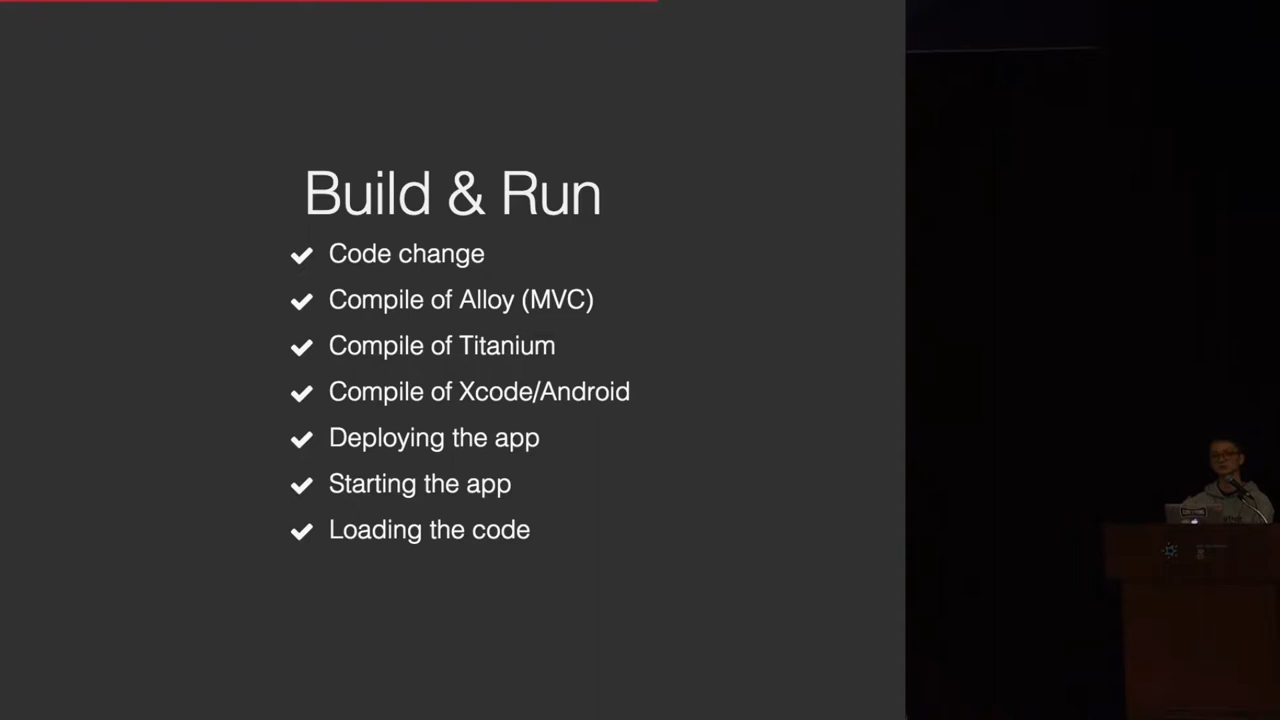 Build & Run
Code change
Compile of Alloy (MVC)
Compile of Titanium
Compile of Xcode/Android
Deploying the app
Starting the app
Loading the code